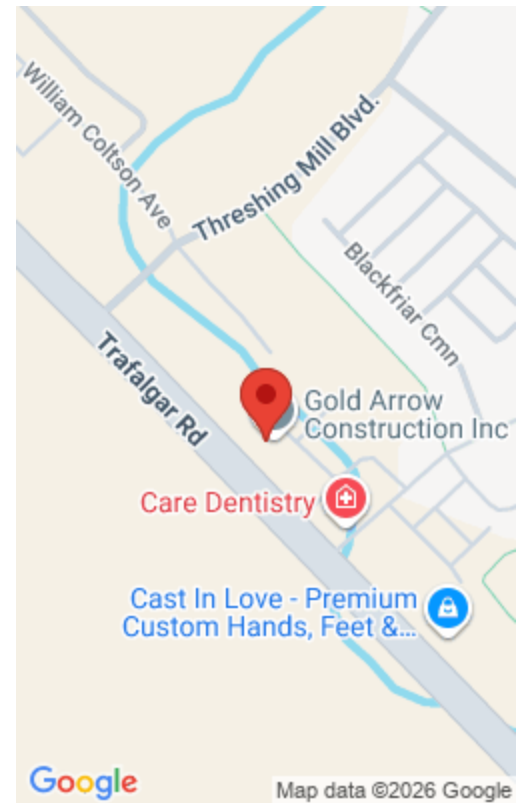 William Coltson Ave
Threshing Mill Blvd.
Blackfriar Cmn
Trafalgar Rd
Gold Arrow
Construction Inc
Care Dentistry
Cast In Love - Premium
Custom Hands, Feet &...
Google
Map data ©2026 Google